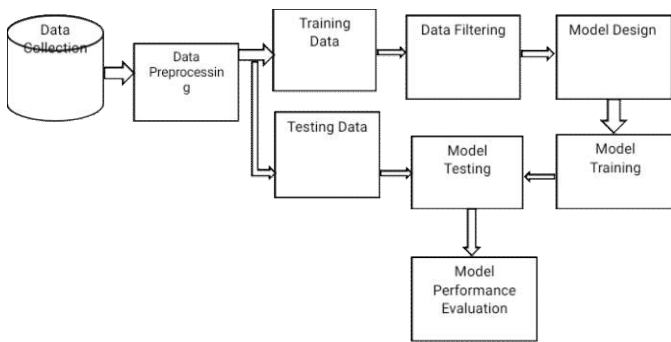 Data
Collection
Data
Preprocessin
g
Training
Data
Data Filtering
Model Design
Testing Data
Model
Testing
Model
Training
Model
Performance
Evaluation